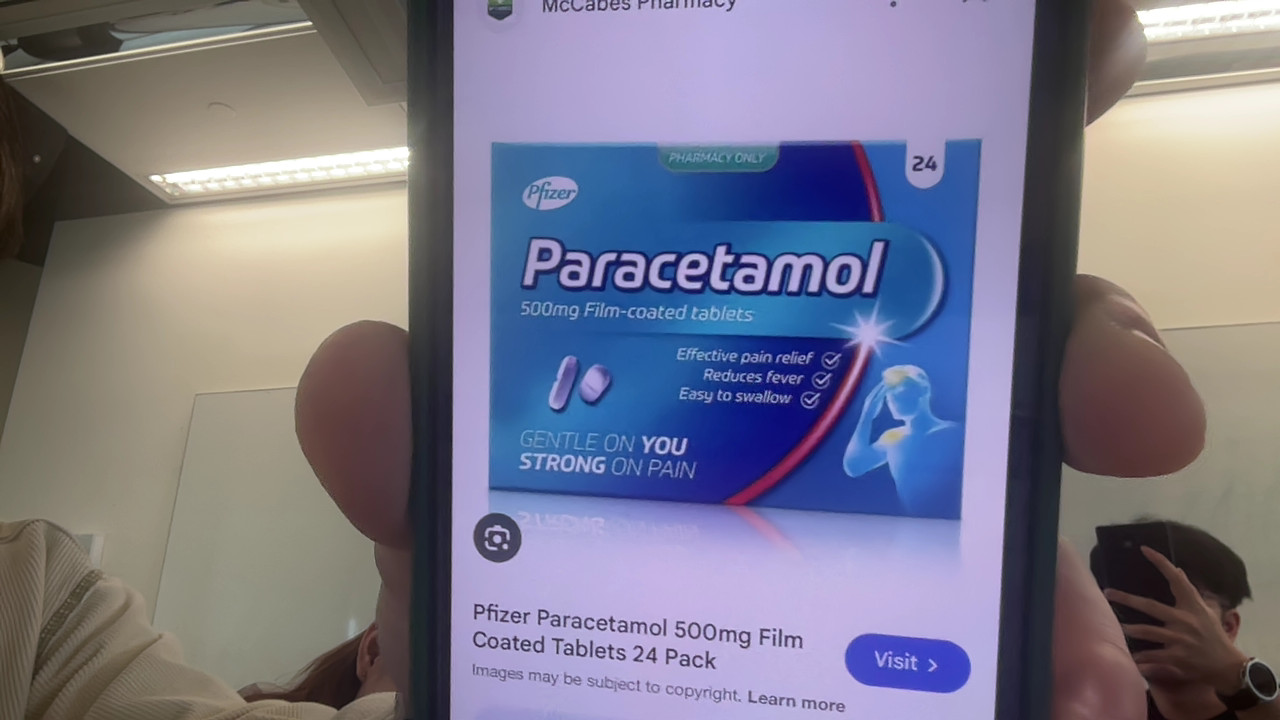 McCabes Pharmacy
PHARMACY ONLY
24
Pfizer
Paracetamol
500mg Film-coated tablets
Effective pain relief
Reduces fever
Easy to swallow
GENTLE ON YOU
STRONG ON PAIN
Pfizer Paracetamol 500mg Film
Coated Tablets 24 Pack
Visit >
Images may be subject to copyright. Learn more